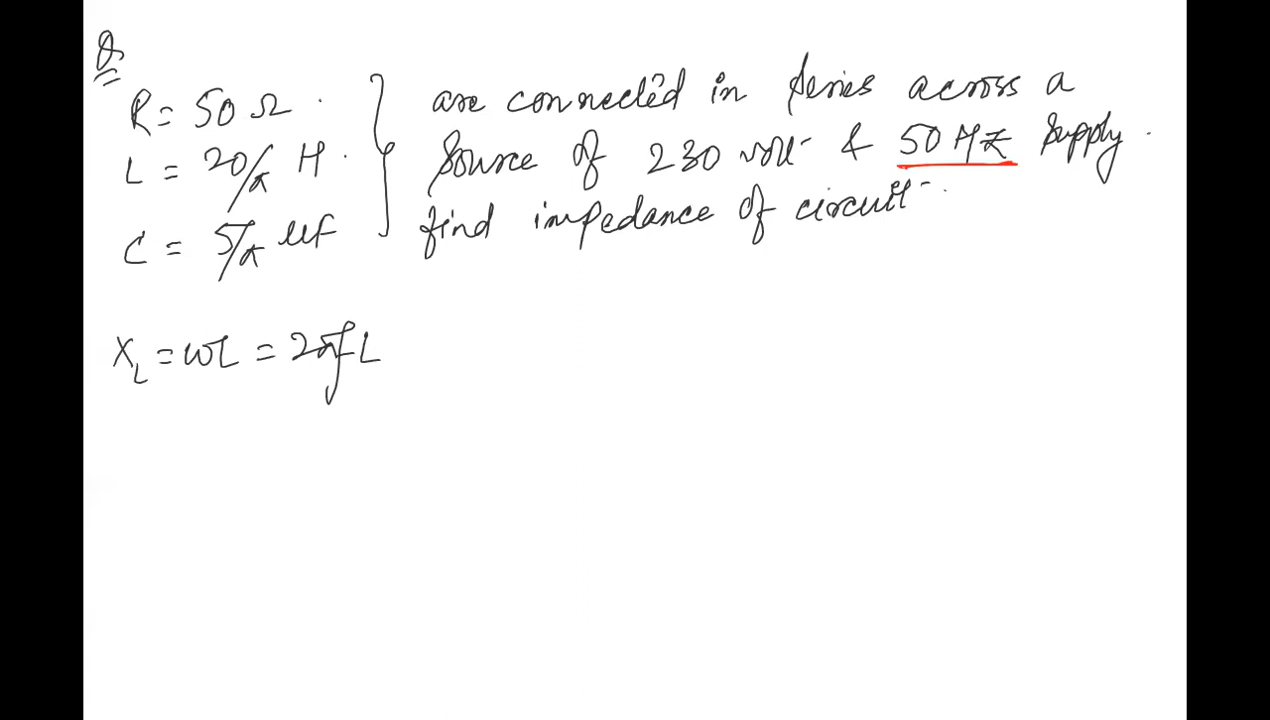 Q.
R = 50 Ω
L = 20/π H
C = 5/π μF
are connected in series across a
source of 230 volt & 50 Hz supply.
find impedance of circuit.
X_L = ωL = 2πfL